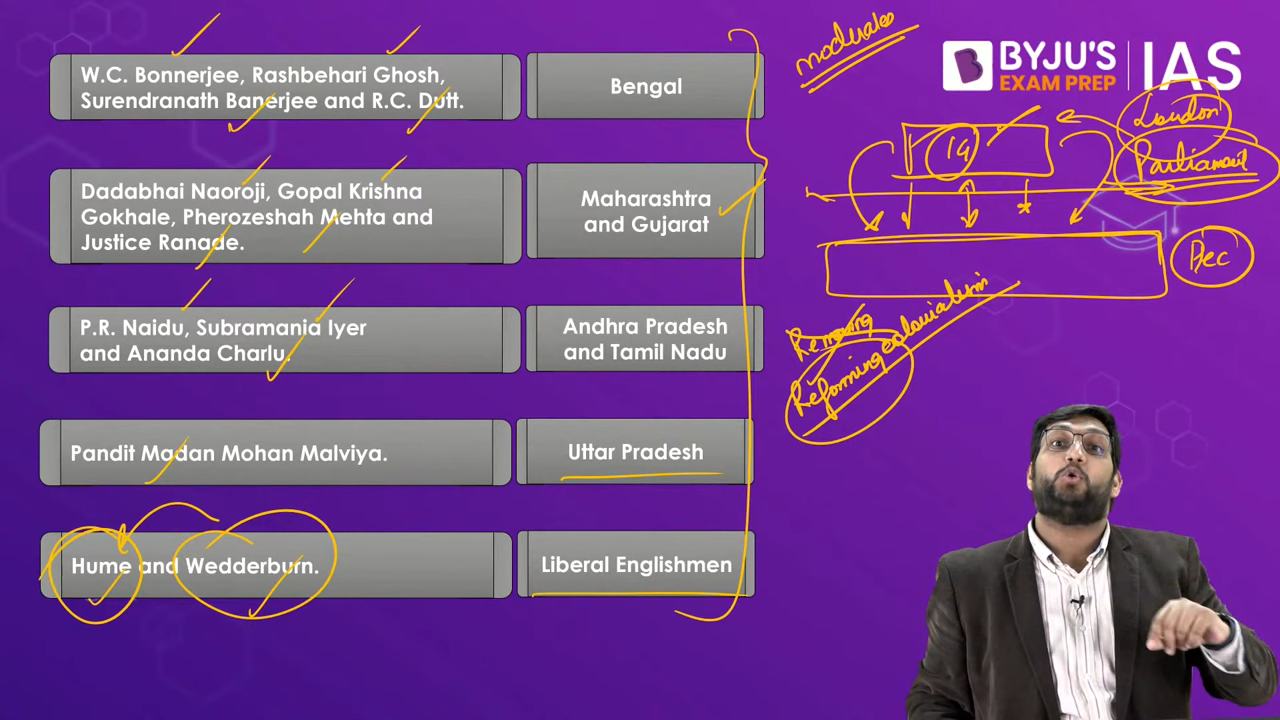 W.C. Bonnerjee, Rashbehari Ghosh,
Surendranath Banerjee and R.C. Dutt.
Bengal
Dadabhai Naoroji, Gopal Krishna
Gokhale, Pherozeshah Mehta and
Justice Ranade.
Maharashtra
and Gujarat
P.R. Naidu, Subramania Iyer
and Ananda Charlu.
Andhra Pradesh
and Tamil Nadu
Pandit Madan Mohan Malviya.
Uttar Pradesh
Hume and Wedderburn.
Liberal Englishmen
moderates
BYJU'S
EXAM PREP
IAS
London
Parliament
Removing
Reforming colonialism